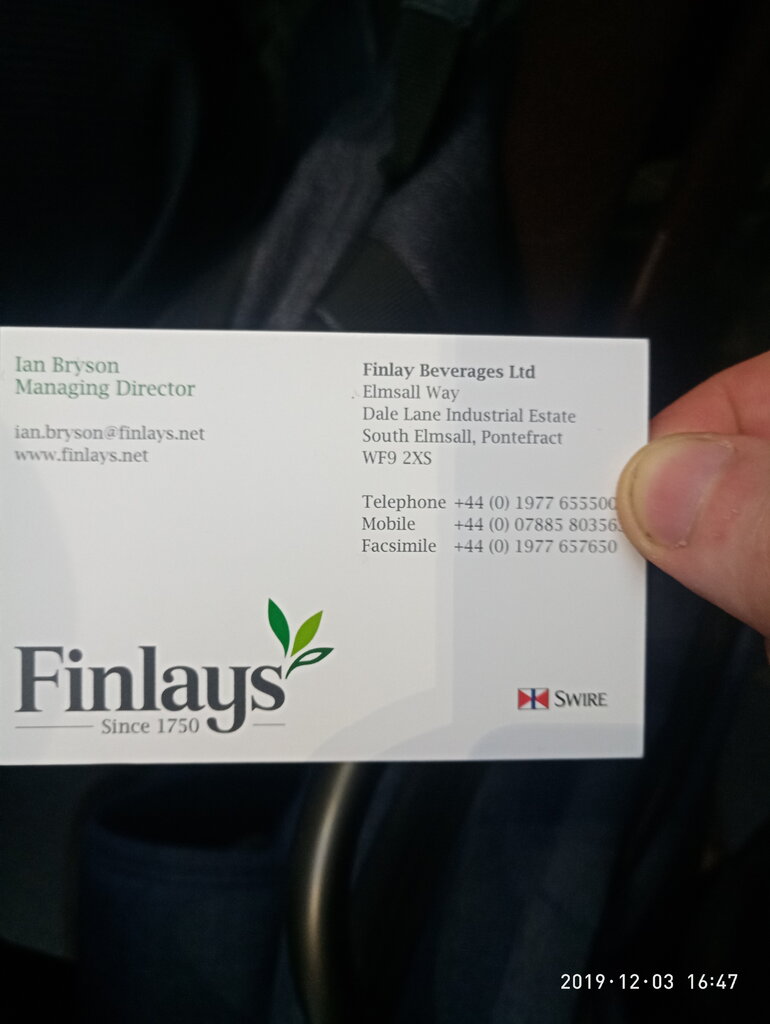 Ian Bryson
Managing Director
ian.bryson@finlays.net
www.finlays.net
Finlay Beverages Ltd
Elmsall Way
Dale Lane Industrial Estate
South Elmsall, Pontefract
WF9 2XS
Telephone +44 (0) 1977 655500
Mobile +44 (0) 07885
Facsimile +44 (0) 1977 657650
Finlays
Since 1750
SWIRE
2019·12·03 16:47